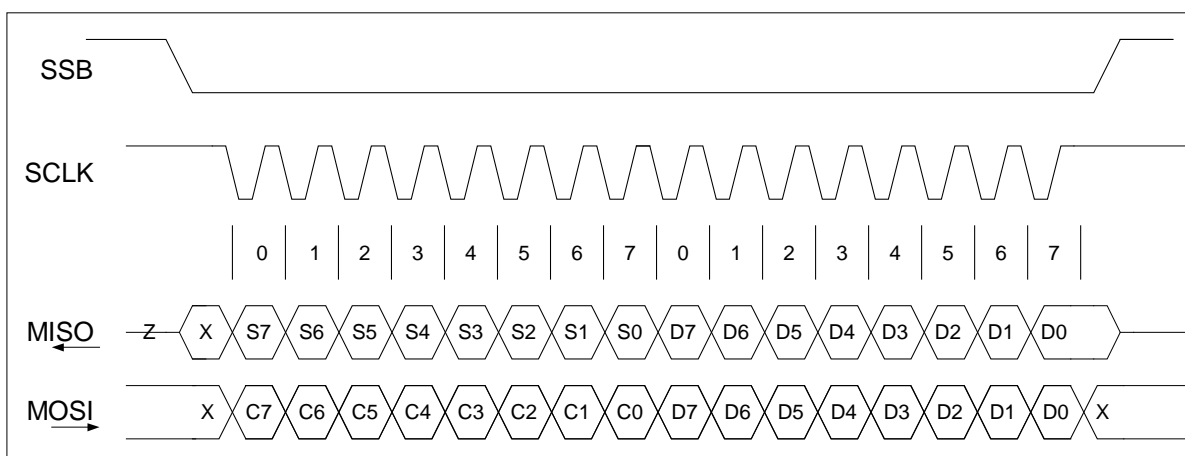 SSB
SCLK
0 1 2 3 4 5 6 7 0 1 2 3 4 5 6 7
MISO Z X S7 S6 S5 S4 S3 S2 S1 S0 D7 D6 D5 D4 D3 D2 D1 D0
MOSI X C7 C6 C5 C4 C3 C2 C1 C0 D7 D6 D5 D4 D3 D2 D1 D0 X